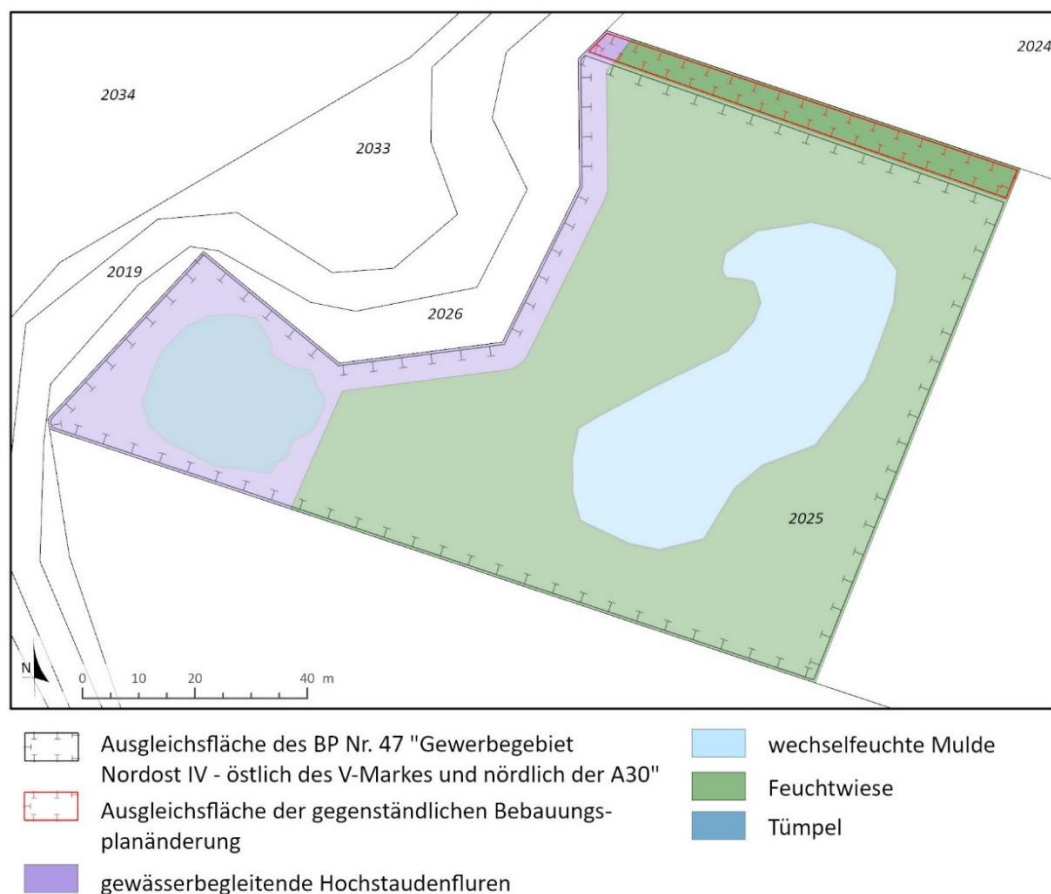 2024
2034
2033
2019
2026
2025
N
0 10 20 40 m
Ausgleichsfläche des BP Nr. 47 "Gewerbegebiet
Nordost IV - östlich des V-Markes und nördlich der A30"
Ausgleichsfläche der gegenständlichen Bebauungs-
planänderung
gewässerbegleitende Hochstaudenfluren
wechselfeuchte Mulde
Feuchtwiese
Tümpel